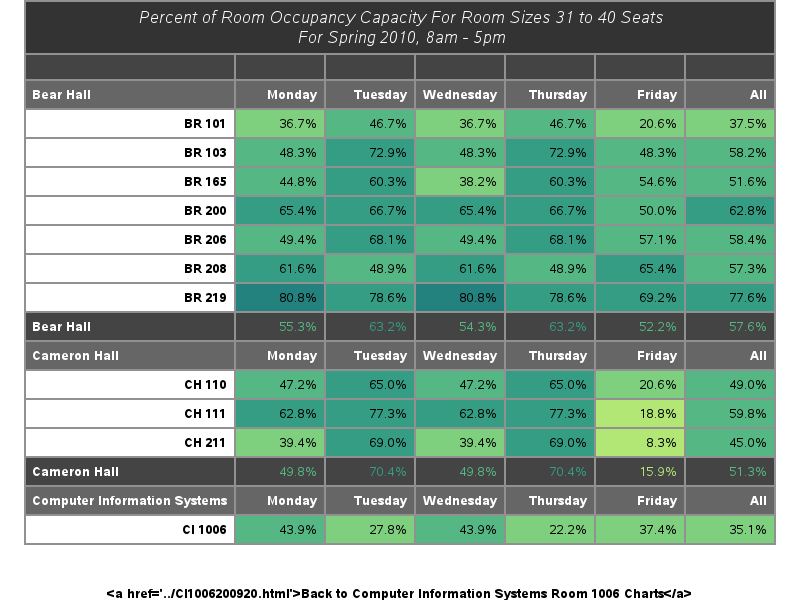 Percent of Room Occupancy Capacity For Room Sizes 31 to 40 Seats
For Spring 2010, 8am - 5pm
Bear Hall Monday Tuesday Wednesday Thursday Friday All
BR 101 36.7% 46.7% 36.7% 46.7% 20.6% 37.5%
BR 103 48.3% 72.9% 48.3% 72.9% 48.3% 58.2%
BR 165 44.8% 60.3% 38.2% 60.3% 54.6% 51.6%
BR 200 65.4% 66.7% 65.4% 66.7% 50.0% 62.8%
BR 206 49.4% 68.1% 49.4% 68.1% 57.1% 58.4%
BR 208 61.6% 48.9% 61.6% 48.9% 65.4% 57.3%
BR 219 80.8% 78.6% 80.8% 78.6% 69.2% 77.6%
Bear Hall 55.3% 63.2% 54.3% 63.2% 52.2% 57.6%
Cameron Hall Monday Tuesday Wednesday Thursday Friday All
CH 110 47.2% 65.0% 47.2% 65.0% 20.6% 49.0%
CH 111 62.8% 77.3% 62.8% 77.3% 18.8% 59.8%
CH 211 39.4% 69.0% 39.4% 69.0% 8.3% 45.0%
Cameron Hall 49.8% 70.4% 49.8% 70.4% 15.9% 51.3%
Computer Information Systems Monday Tuesday Wednesday Thursday Friday All
CI 1006 43.9% 27.8% 43.9% 22.2% 37.4% 35.1%
<a href='../CI1006200920.html'>Back to Computer Information Systems Room 1006 Charts</a>